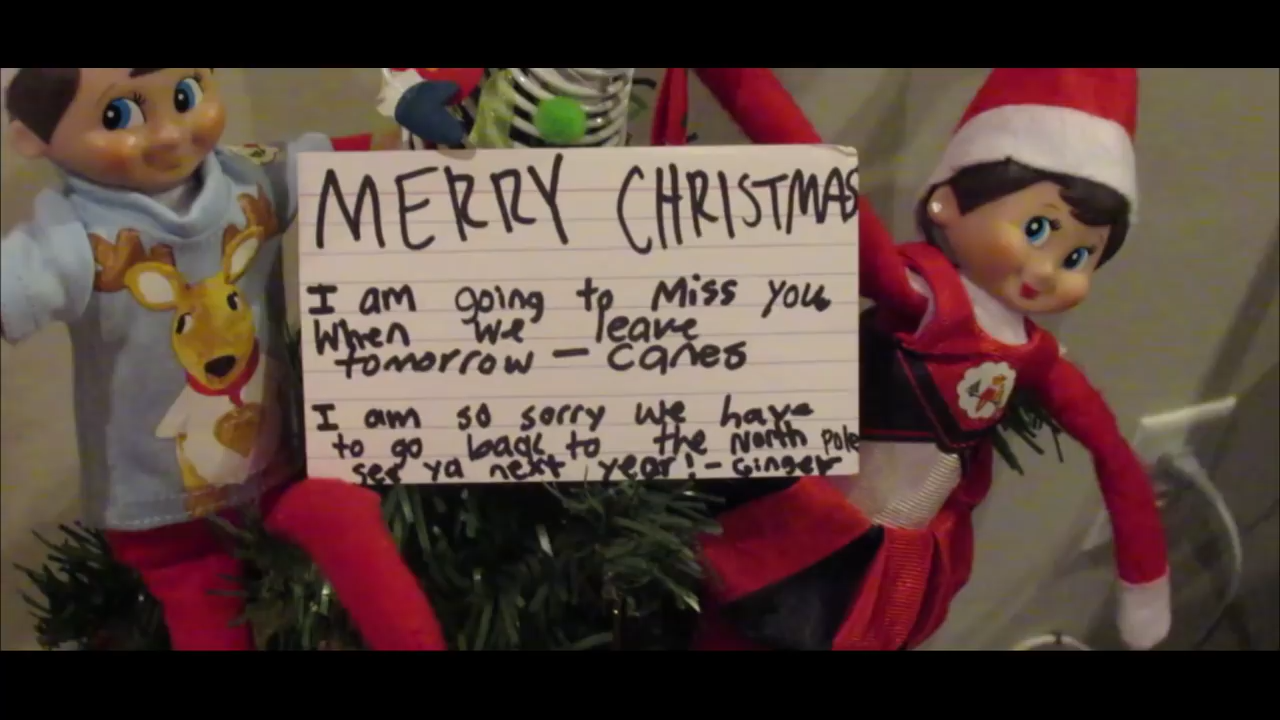 MERRY CHRISTMAS
I am going to Miss you
When we leave
tomorrow — canes
I am so sorry we have
to go back to the North pole
see ya next year! - Ginger